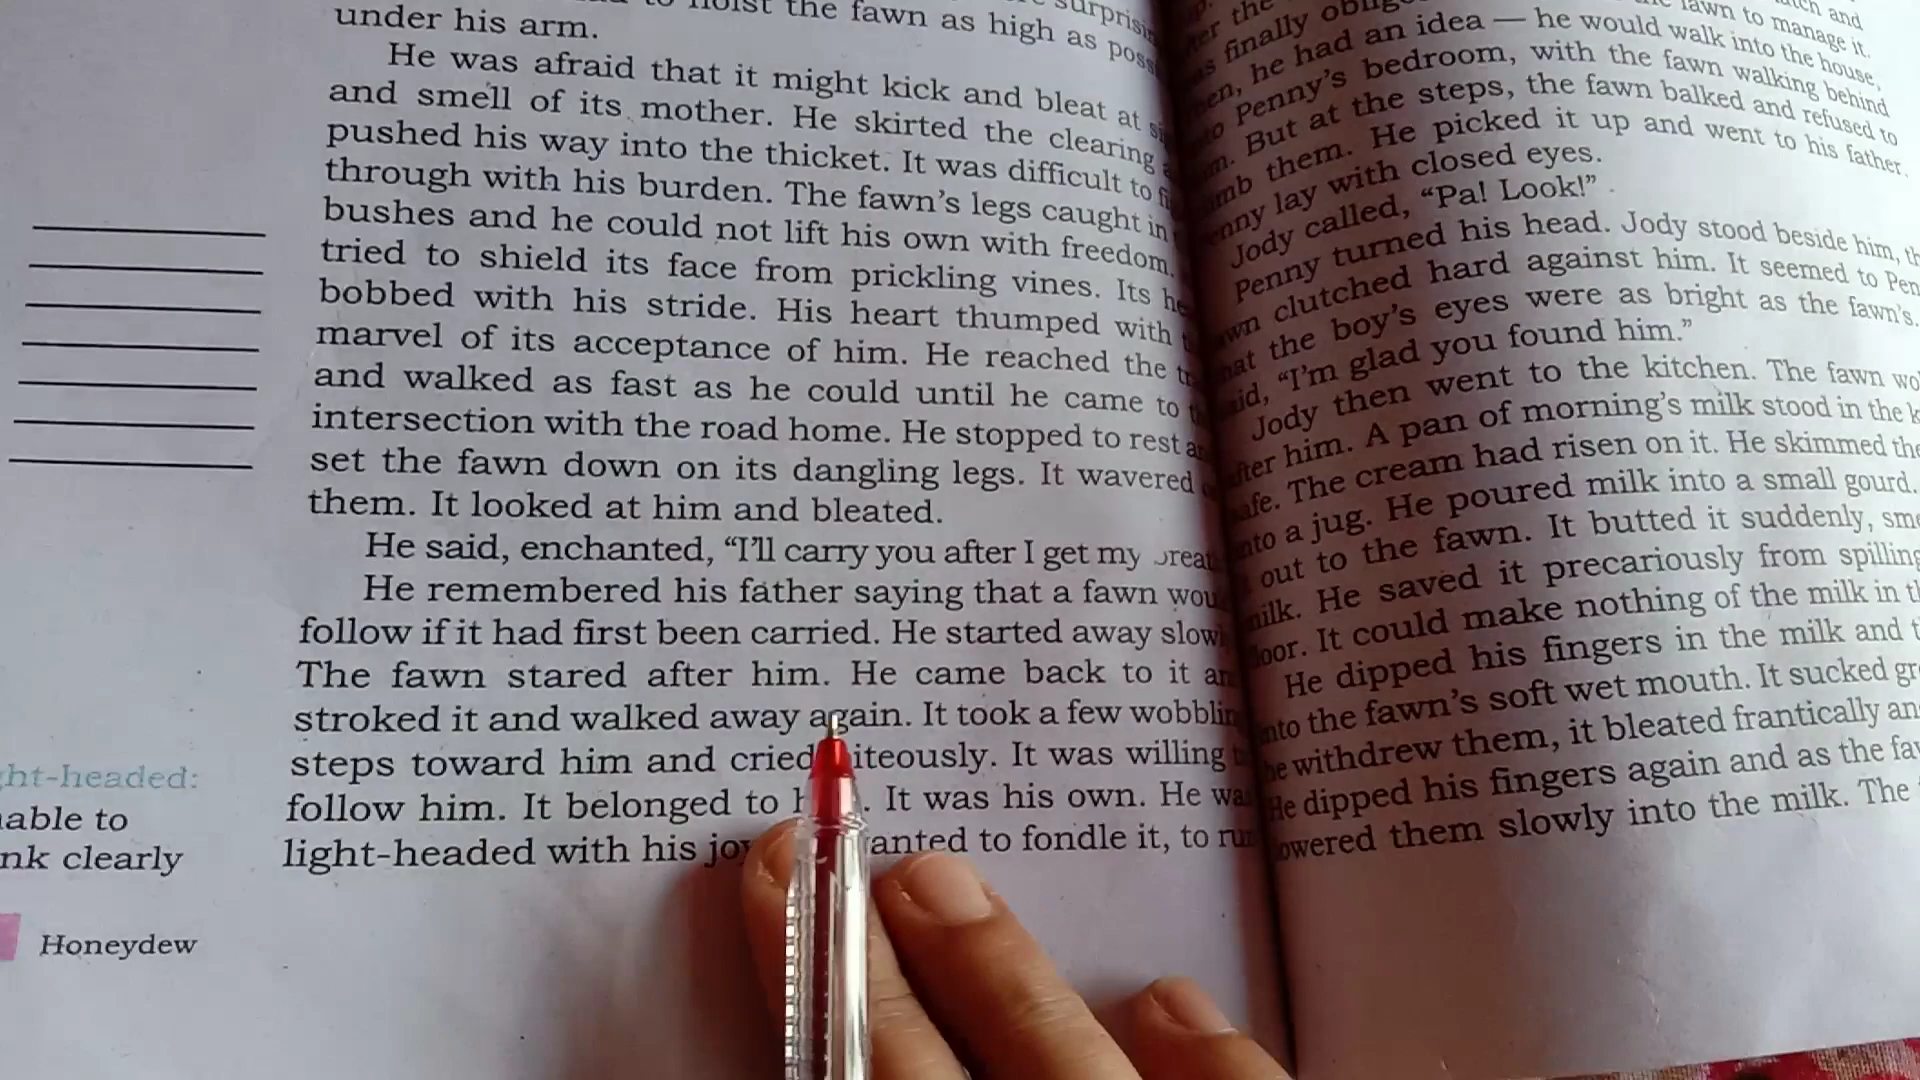 hoist the fawn as high as
under his arm.
He was afraid that it might kick and bleat at
and smell of its mother. He skirted the clearing
pushed his way into the thicket. It was difficult to
through with his burden. The fawn's legs caught in
bushes and he could not lift his own with freedom.
tried to shield its face from prickling vines. Its
bobbed with his stride. His heart thumped with
marvel of its acceptance of him. He reached the
and walked as fast as he could until he came to
intersection with the road home. He stopped to rest
set the fawn down on its dangling legs. It wavered
them. It looked at him and bleated.
He said, enchanted, “I'll carry you after I get my
He remembered his father saying that a fawn
follow if it had first been carried. He started away
The fawn stared after him. He came back to it
stroked it and walked away again. It took a few
steps toward him and cried It was willing
follow him. It belonged to It was his own. He
light-headed with his to fondle it, to
able to
clearly
Honeydew
fawn to manage it.
finally he had an idea — he would walk into the house,
Penny's bedroom, with the fawn walking behind
But at the steps, the fawn balked and refused to
them. He picked it up and went to his father.
lay with closed eyes.
Jody called, “Pa! Look!”
Penny turned his head. Jody stood beside him,
clutched hard against him. It seemed to
the boy's eyes were as bright as the fawn's.
“I'm glad you found him.”
Jody then went to the kitchen. The fawn
him. A pan of morning's milk stood in the
The cream had risen on it. He skimmed the
a jug. He poured milk into a small gourd.
out to the fawn. It butted it suddenly,
He saved it precariously from spilling
It could make nothing of the milk in
He dipped his fingers in the milk and
the fawn's soft wet mouth. It sucked
withdrew them, it bleated frantically
He dipped his fingers again and as the
them slowly into the milk. The